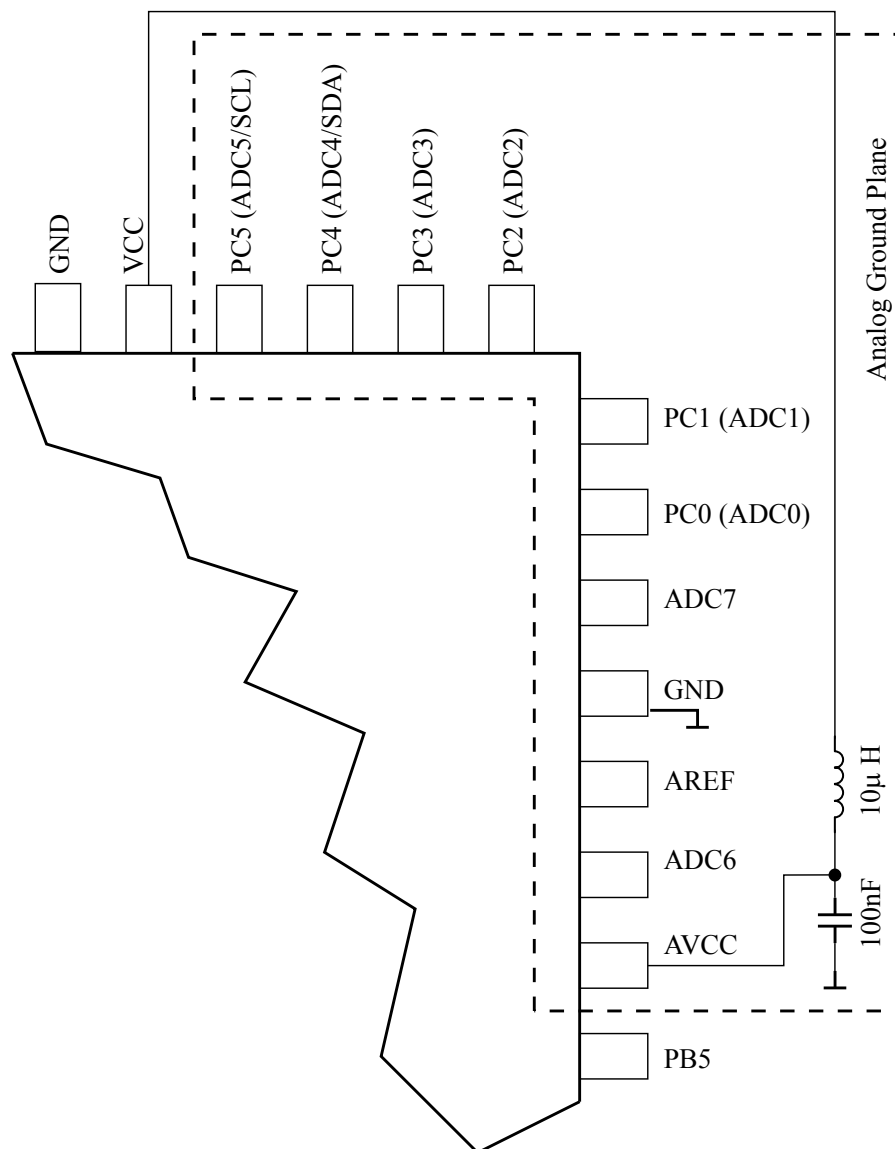 GND
VCC
PC5 (ADC5/SCL)
PC4 (ADC4/SDA)
PC3 (ADC3)
PC2 (ADC2)
Analog Ground Plane
PC1 (ADC1)
PC0 (ADC0)
ADC7
GND
AREF
10µ H
ADC6
100nF
AVCC
PB5